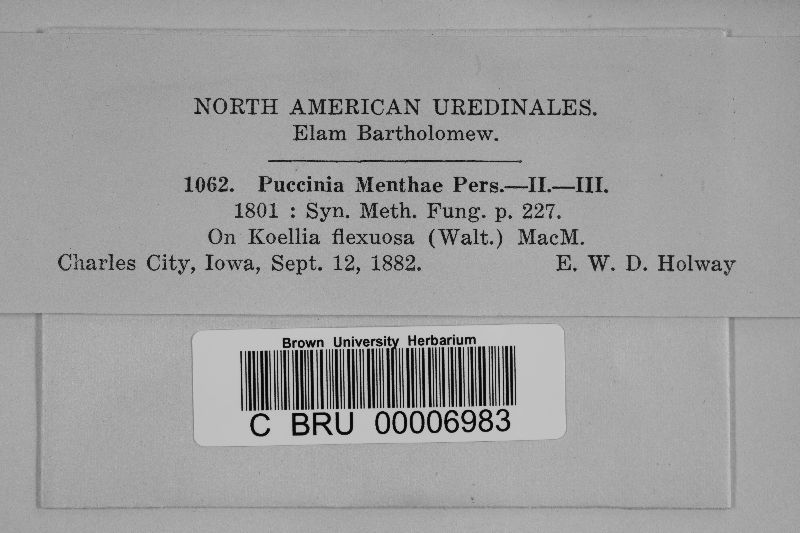 NORTH AMERICAN UREDINALES.
Elam Bartholomew.
1062. Puccinia Menthae Pers.—II.—III.
1801 : Syn. Meth. Fung. p. 227.
On Koellia flexuosa (Walt.) MacM.
Charles City, Iowa, Sept. 12, 1882. E. W. D. Holway
Brown University Herbarium
C BRU 00006983